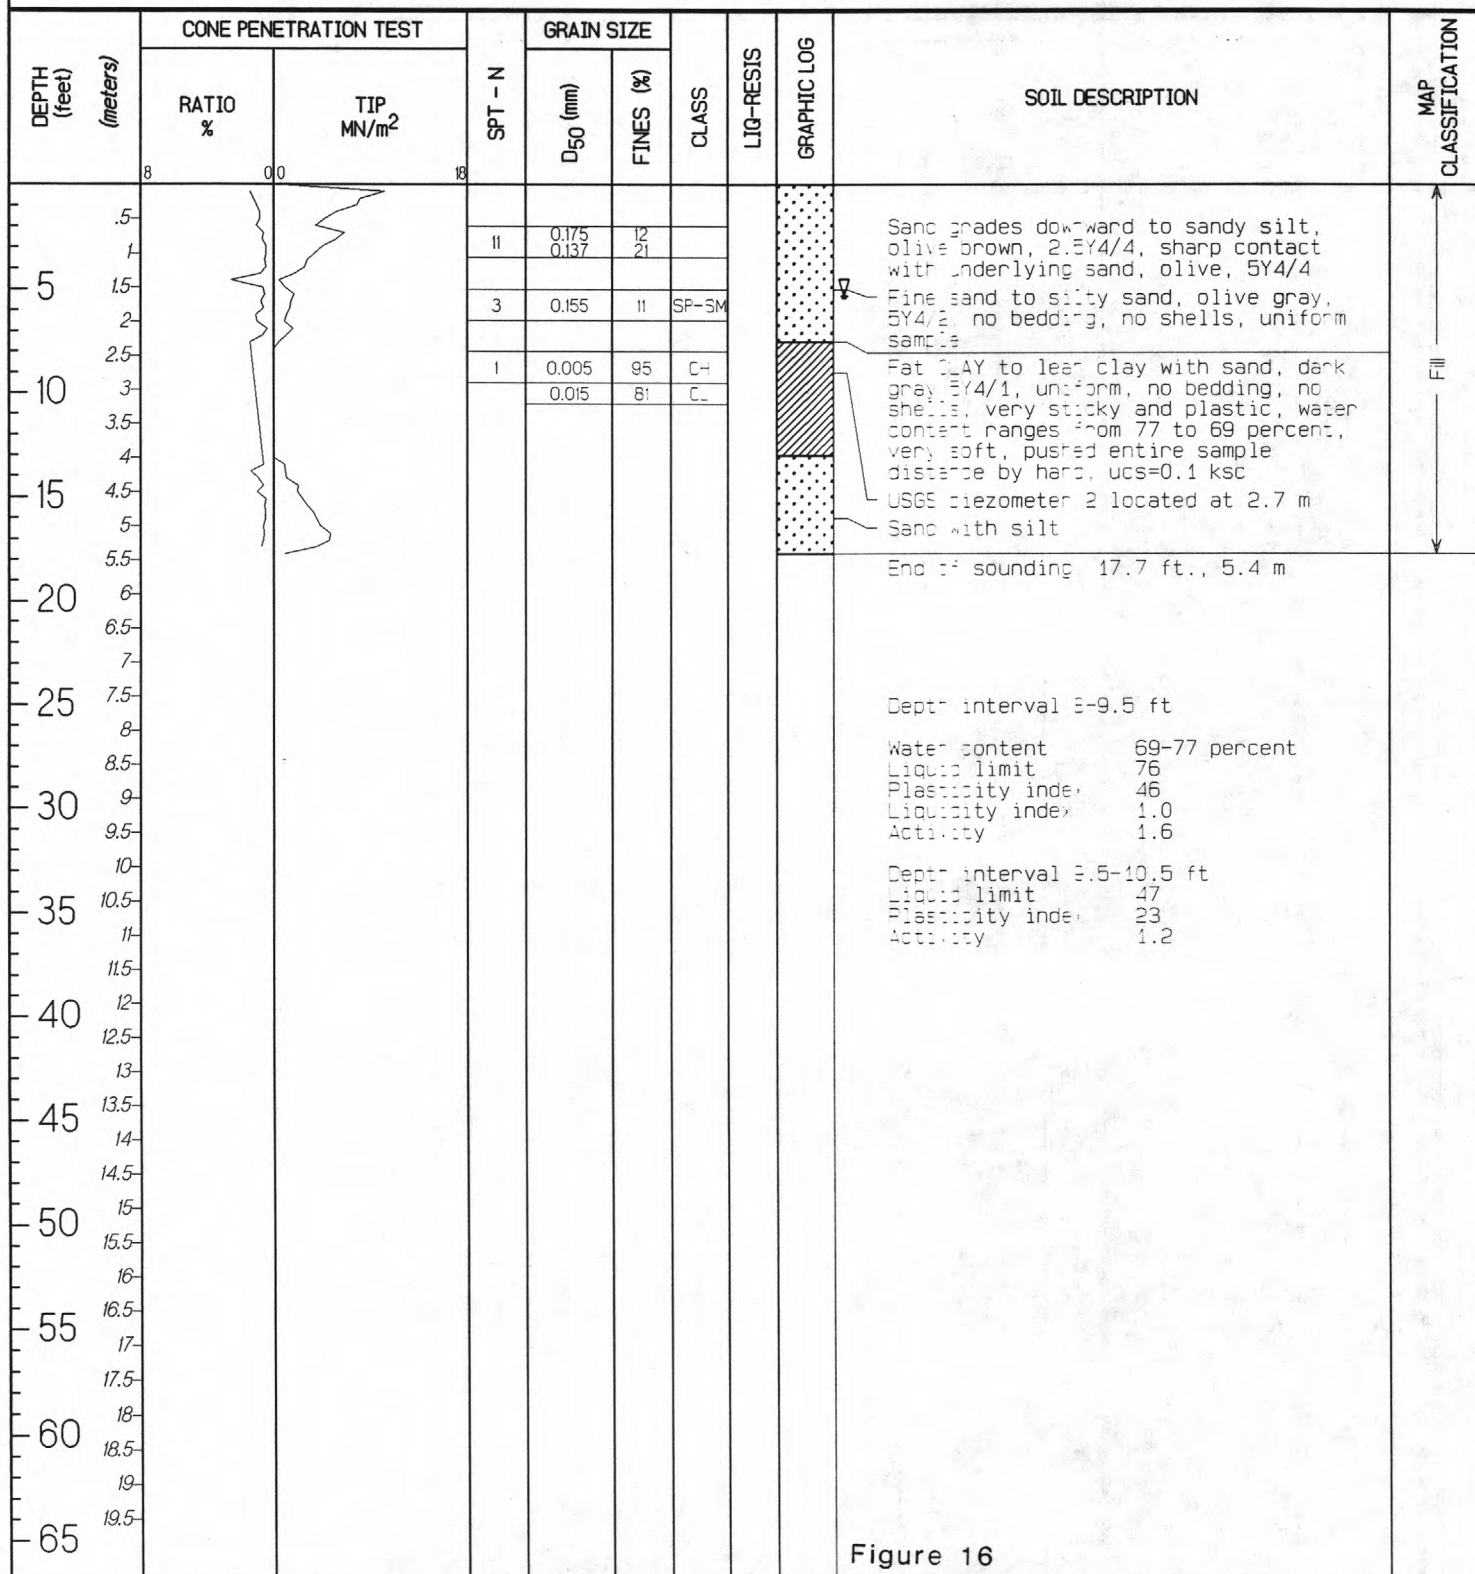 CONE PENETRATION TEST
GRAIN SIZE
DEPTH (feet)
(meters)
RATIO %
TIP MN/m2
SPT - N
D50 (mm)
FINES (%)
CLASS
LIQ-RESIS
GRAPHIC LOG
SOIL DESCRIPTION
MAP CLASSIFICATION
8 0 0 18
.5
1
5
1.5
2
2.5
10
3
3.5
4
15
4.5
5
5.5
20
6
6.5
7
25
7.5
8
8.5
30
9
9.5
10
35
10.5
11
11.5
40
12
12.5
13
45
13.5
14
14.5
50
15
15.5
16
55
16.5
17
17.5
60
18
18.5
19
65
19.5
11 0.175 12
0.137 21
3 0.155 11 SP-SM
1 0.005 95 CH
0.015 81 CL
Sand grades downward to sandy silt,
olive brown, 2.5Y4/4, sharp contact
with underlying sand, olive, 5Y4/4
Fine sand to silty sand, olive gray,
5Y4/2, no bedding, no shells, uniform
sample
Fat CLAY to lean clay with sand, dark
gray 5Y4/1, uniform, no bedding, no
shells, very sticky and plastic, water
content ranges from 77 to 69 percent,
very soft, pushed entire sample
distance by hand, ucs=0.1 ksc
USGS piezometer 2 located at 2.7 m
Sand with silt
End of sounding 17.7 ft., 5.4 m
Fill
Depth interval 8-9.5 ft
Water content 69-77 percent
Liquid limit 76
Plasticity index 46
Liquidity index 1.0
Activity 1.6
Depth interval 9.5-10.5 ft
Liquid limit 47
Plasticity index 23
Activity 1.2
Figure 16